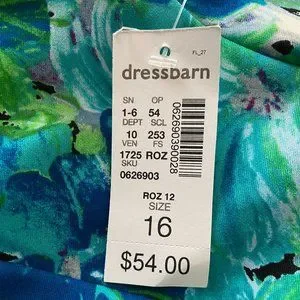 FL_27
dressbarn
SN OP
1-6 54
DEPT SCL
10 253
VEN FS
1725 ROZ
SKU
0626903
062690390028
ROZ 12
SIZE
16
$54.00